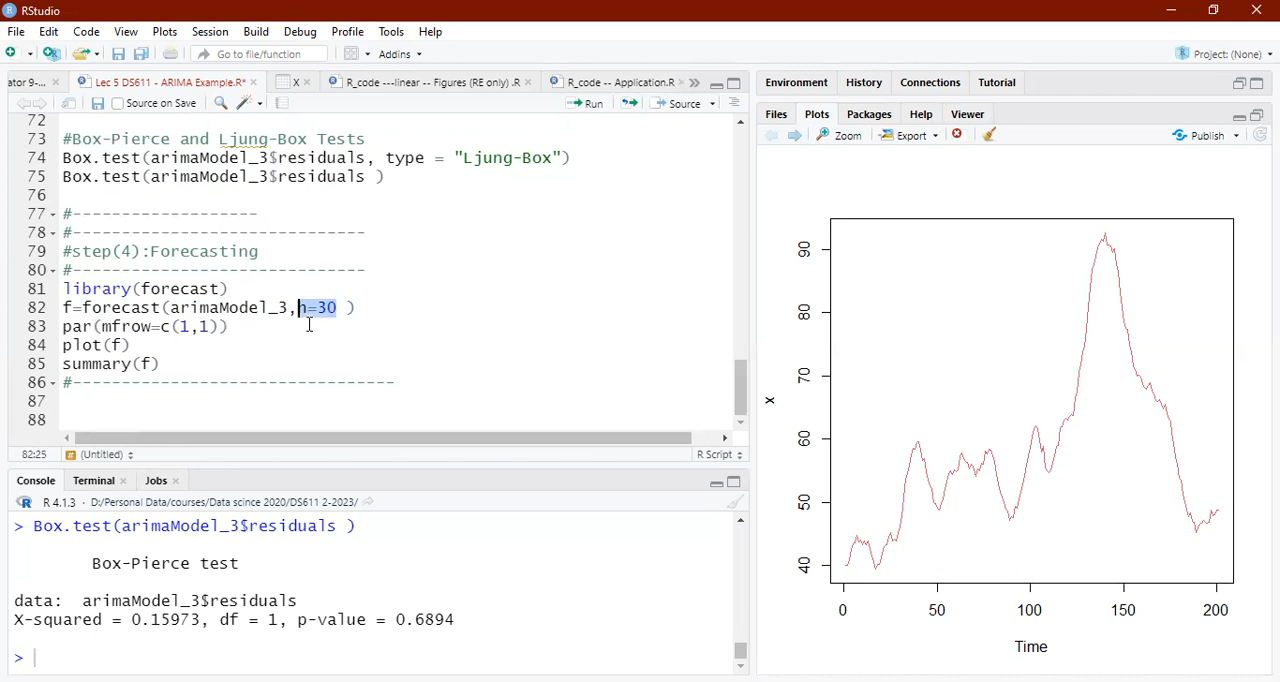 RStudio
File Edit Code View Plots Session Build Debug Profile Tools Help
Go to file/function Addins Project: (None)
ator 9-... Lec 5 DS611 - ARIMA Example.R* X R_code ---linear -- Figures (RE only) .R R_code -- Application.R
Source on Save Run Source
72
73 #Box-Pierce and Ljung-Box Tests
74 Box.test(arimaModel_3$residuals, type = "Ljung-Box")
75 Box.test(arimaModel_3$residuals )
76
77 #-------------------
78 #------------------------------
79 #step(4):Forecasting
80 #------------------------------
81 library(forecast)
82 f=forecast(arimaModel_3,h=30 )
83 par(mfrow=c(1,1))
84 plot(f)
85 summary(f)
86 #---------------------------------
87
88
82:25 (Untitled) R Script
Console Terminal Jobs
R 4.1.3 · D:/Personal Data/courses/Data scince 2020/DS611 2-2023/
> Box.test(arimaModel_3$residuals )
Box-Pierce test
data: arimaModel_3$residuals
X-squared = 0.15973, df = 1, p-value = 0.6894
>
Environment History Connections Tutorial
Files Plots Packages Help Viewer
Zoom Export Publish
90
80
70
60
50
40
x
0 50 100 150 200
Time